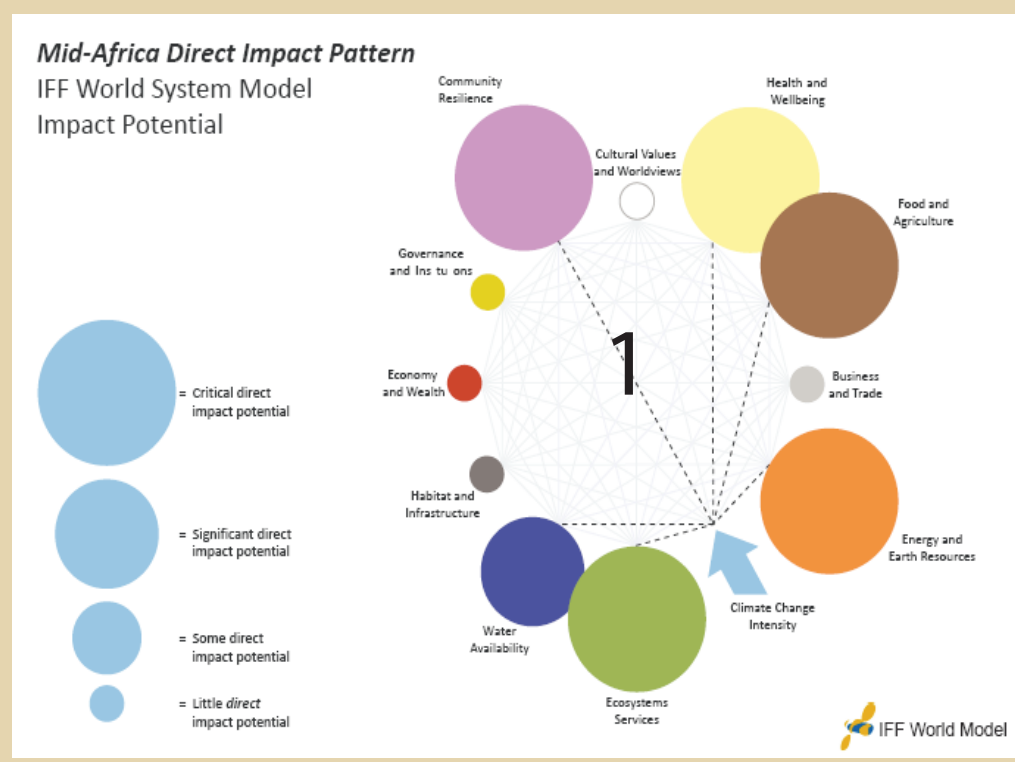 Mid-Africa Direct Impact Pattern
IFF World System Model
Impact Potential
Community
Resilience
Health and
Wellbeing
Cultural Values
and Worldviews
Food and
Agriculture
Governance
and Ins tu ons
1
Economy
and Wealth
Business
and Trade
= Critical direct
impact potential
Habitat and
Infrastructure
= Significant direct
impact potential
Energy and
Earth Resources
Climate Change
Intensity
Water
Availability
= Some direct
impact potential
Ecosystems
Services
= Little direct
impact potential
IFF World Model